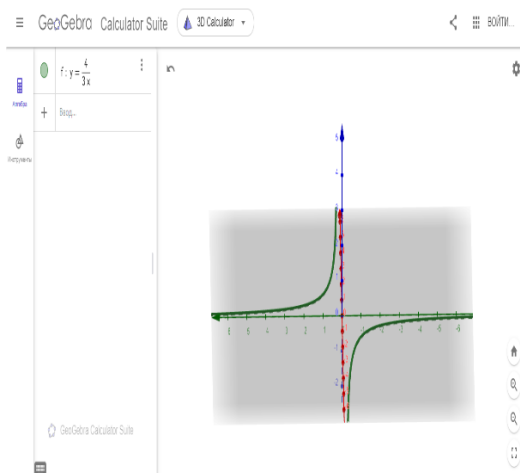 GeoGebra Calculator Suite
3D Calculator
ВОЙТИ...
f : y = 4/3x
Ввод...
Алгебра
Инструменты
GeoGebra Calculator Suite